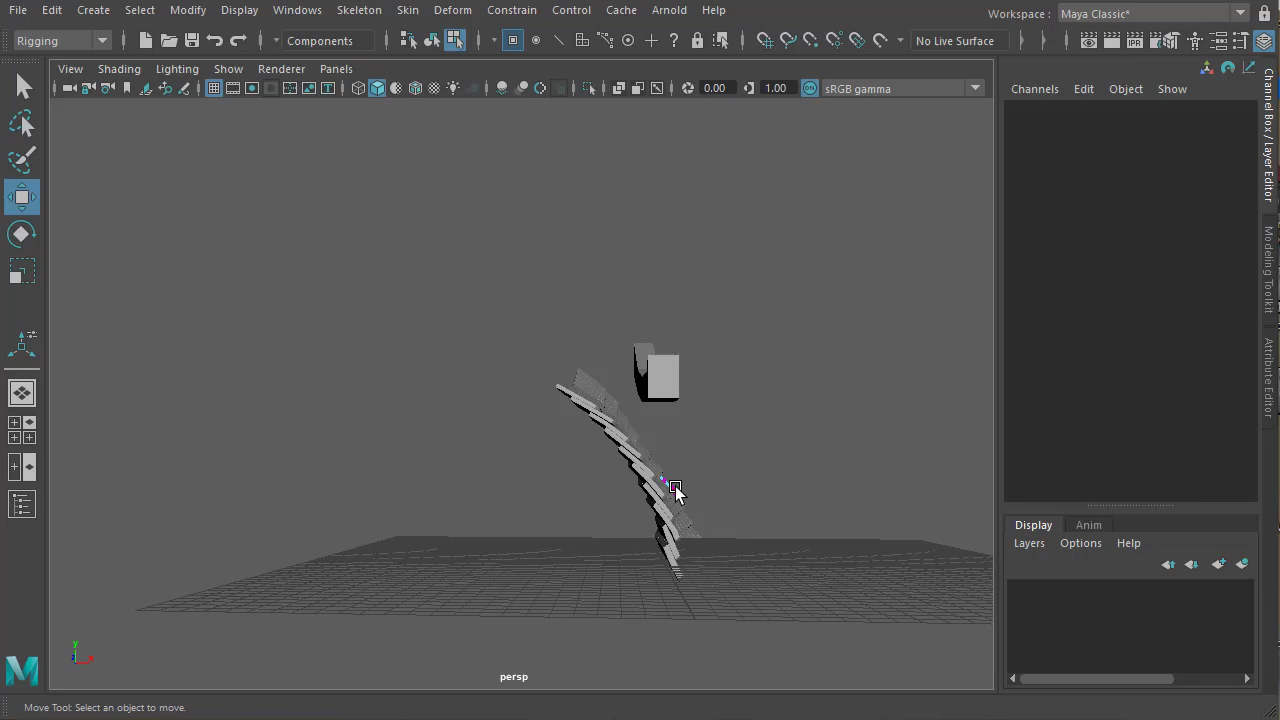 File Edit Create Select Modify Display Windows Skeleton Skin Deform Constrain Control Cache Arnold Help
Workspace : Maya Classic*
Rigging Components No Live Surface
View Shading Lighting Show Renderer Panels
IPR
0.00 1.00 ON sRGB gamma
Channels Edit Object Show
Channel Box / Layer Editor
Modeling Toolkit
Attribute Editor
Display Anim
Layers Options Help
y
z x
persp
M
Move Tool: Select an object to move.